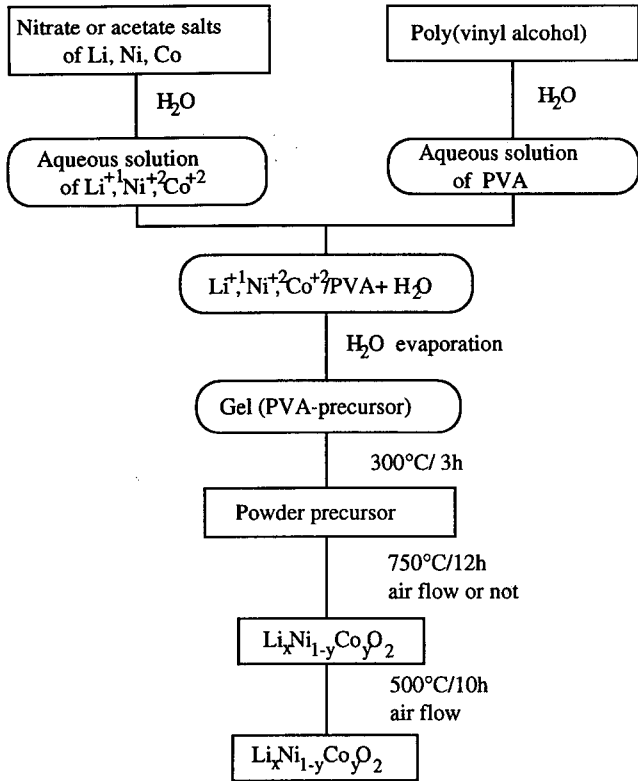 Nitrate or acetate salts
of Li, Ni, Co
Poly(vinyl alcohol)
H₂O
H₂O
Aqueous solution
of Li⁺¹,Ni⁺²,Co⁺²
Aqueous solution
of PVA
Li⁺¹,Ni⁺²,Co⁺²/PVA+ H₂O
H₂O evaporation
Gel (PVA-precursor)
300°C/ 3h
Powder precursor
750°C/12h
air flow or not
LiₓNi₁₋yCoyO₂
500°C/10h
air flow
LiₓNi₁₋yCoyO₂